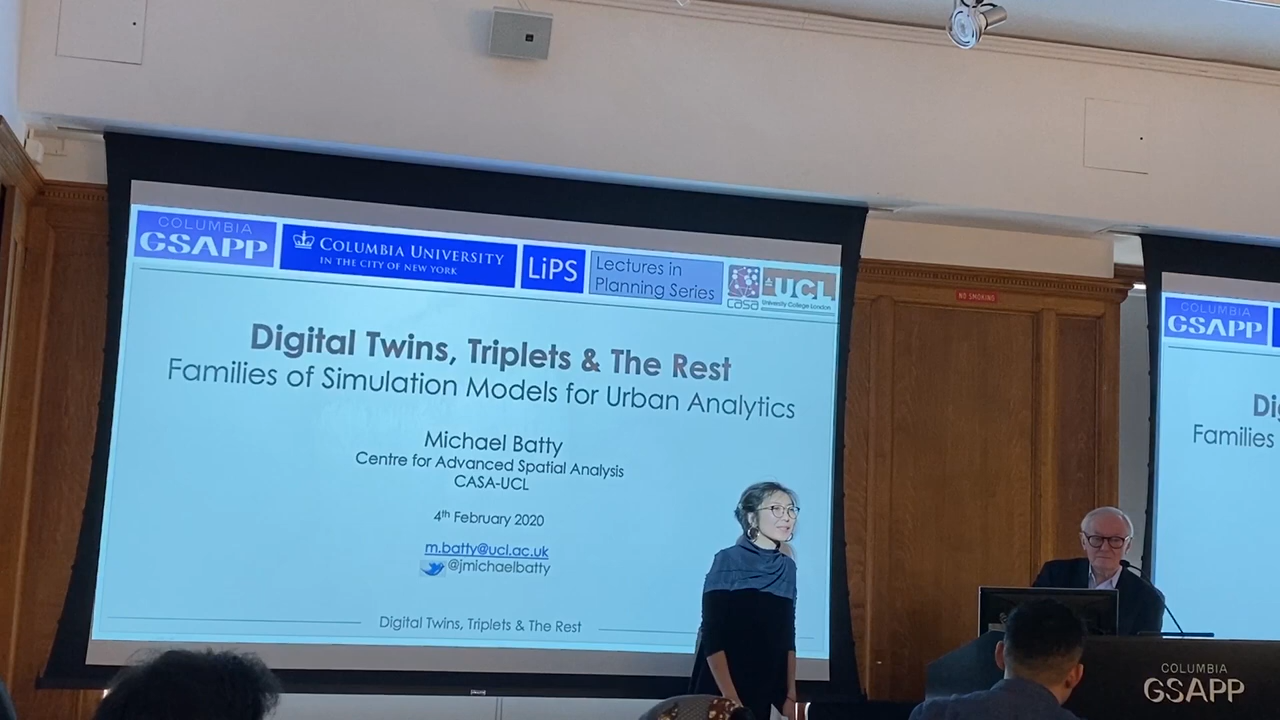 COLUMBIA
GSAPP
COLUMBIA UNIVERSITY
IN THE CITY OF NEW YORK
LiPS
Lectures in
Planning Series
casa
UCL
University College London
Digital Twins, Triplets & The Rest
Families of Simulation Models for Urban Analytics
Michael Batty
Centre for Advanced Spatial Analysis
CASA-UCL
4th February 2020
m.batty@ucl.ac.uk
@jmichaelbatty
Digital Twins, Triplets & The Rest
NO SMOKING
COLUMBIA
GSAPP
Dig
Families
COLUMBIA
GSAPP